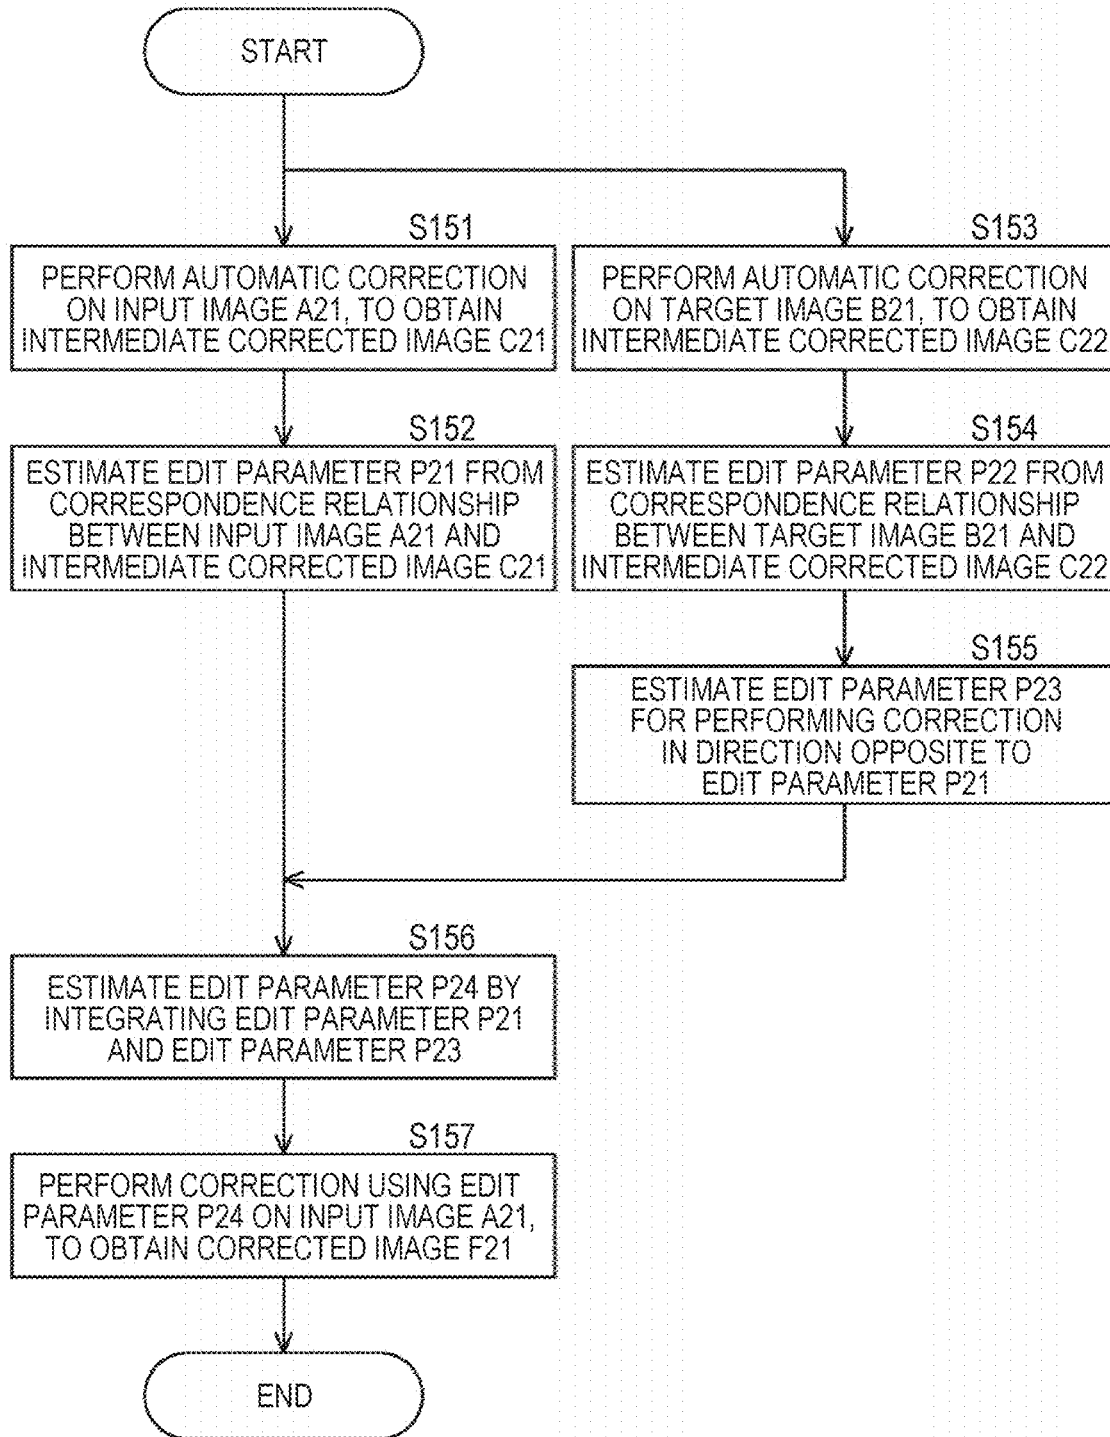 START
S151
PERFORM AUTOMATIC CORRECTION
ON INPUT IMAGE A21, TO OBTAIN
INTERMEDIATE CORRECTED IMAGE C21
S153
PERFORM AUTOMATIC CORRECTION
ON TARGET IMAGE B21, TO OBTAIN
INTERMEDIATE CORRECTED IMAGE C22
S152
ESTIMATE EDIT PARAMETER P21 FROM
CORRESPONDENCE RELATIONSHIP
BETWEEN INPUT IMAGE A21 AND
INTERMEDIATE CORRECTED IMAGE C21
S154
ESTIMATE EDIT PARAMETER P22 FROM
CORRESPONDENCE RELATIONSHIP
BETWEEN TARGET IMAGE B21 AND
INTERMEDIATE CORRECTED IMAGE C22
S155
ESTIMATE EDIT PARAMETER P23
FOR PERFORMING CORRECTION
IN DIRECTION OPPOSITE TO
EDIT PARAMETER P21
S156
ESTIMATE EDIT PARAMETER P24 BY
INTEGRATING EDIT PARAMETER P21
AND EDIT PARAMETER P23
S157
PERFORM CORRECTION USING EDIT
PARAMETER P24 ON INPUT IMAGE A21,
TO OBTAIN CORRECTED IMAGE F21
END